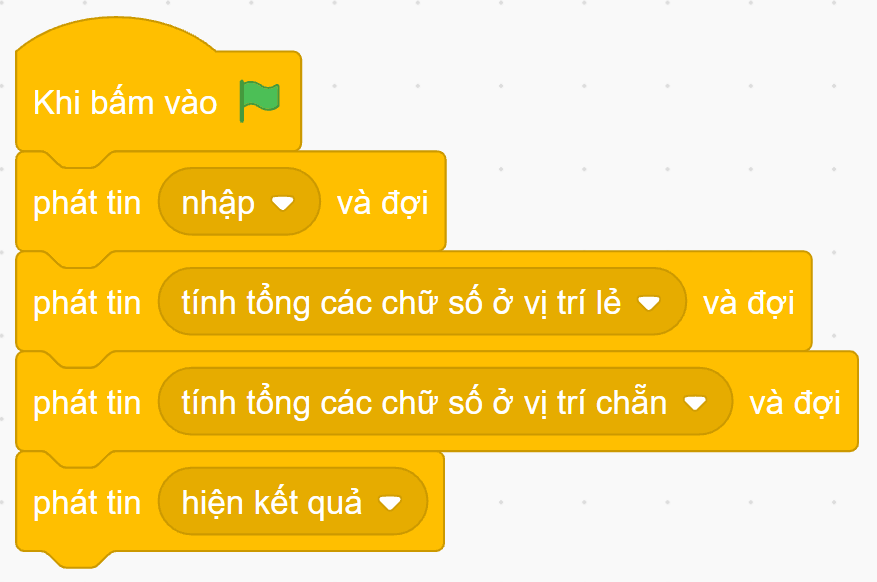 Khi bấm vào
phát tin nhập và đợi
phát tin tính tổng các chữ số ở vị trí lẻ và đợi
phát tin tính tổng các chữ số ở vị trí chẵn và đợi
phát tin hiện kết quả